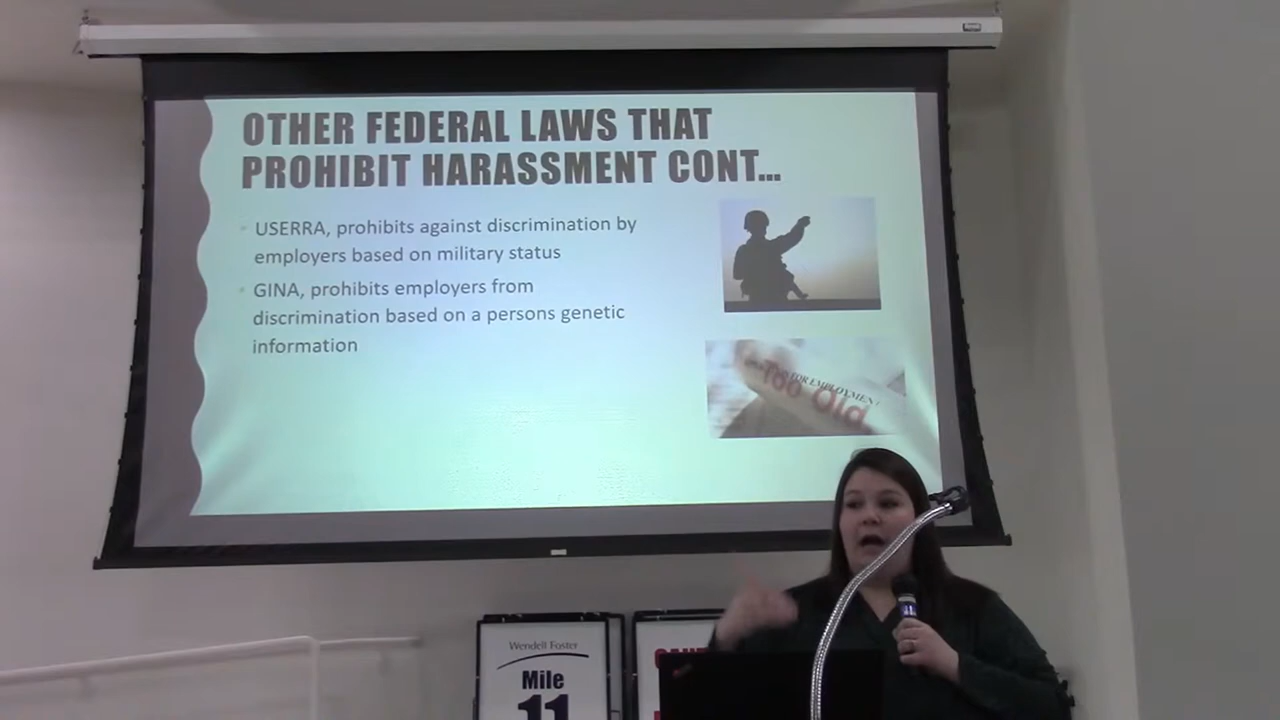 OTHER FEDERAL LAWS THAT
PROHIBIT HARASSMENT CONT...
USERRA, prohibits against discrimination by
employers based on military status
GINA, prohibits employers from
discrimination based on a persons genetic
information
FOR EMPLOYMENT
Too Old
Wendell Foster
Mile
11